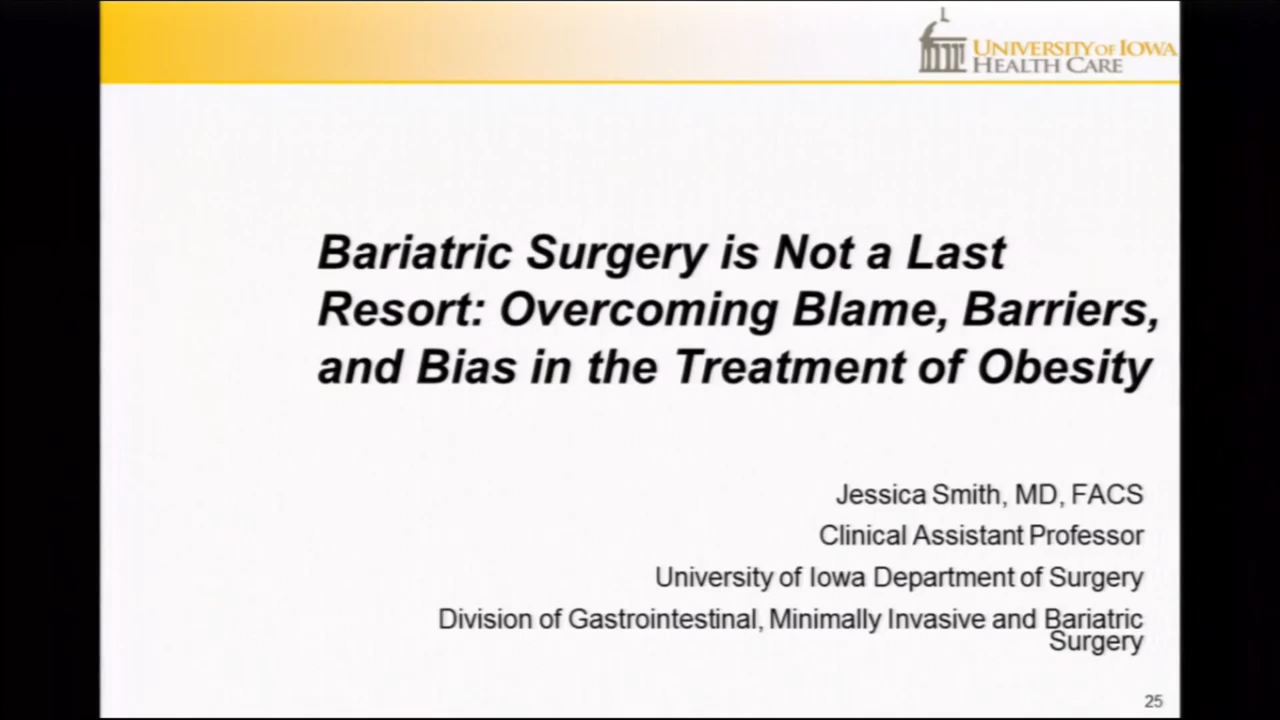 UNIVERSITY OF IOWA
HEALTH CARE
Bariatric Surgery is Not a Last
Resort: Overcoming Blame, Barriers,
and Bias in the Treatment of Obesity
Jessica Smith, MD, FACS
Clinical Assistant Professor
University of Iowa Department of Surgery
Division of Gastrointestinal, Minimally Invasive and Bariatric
Surgery
25